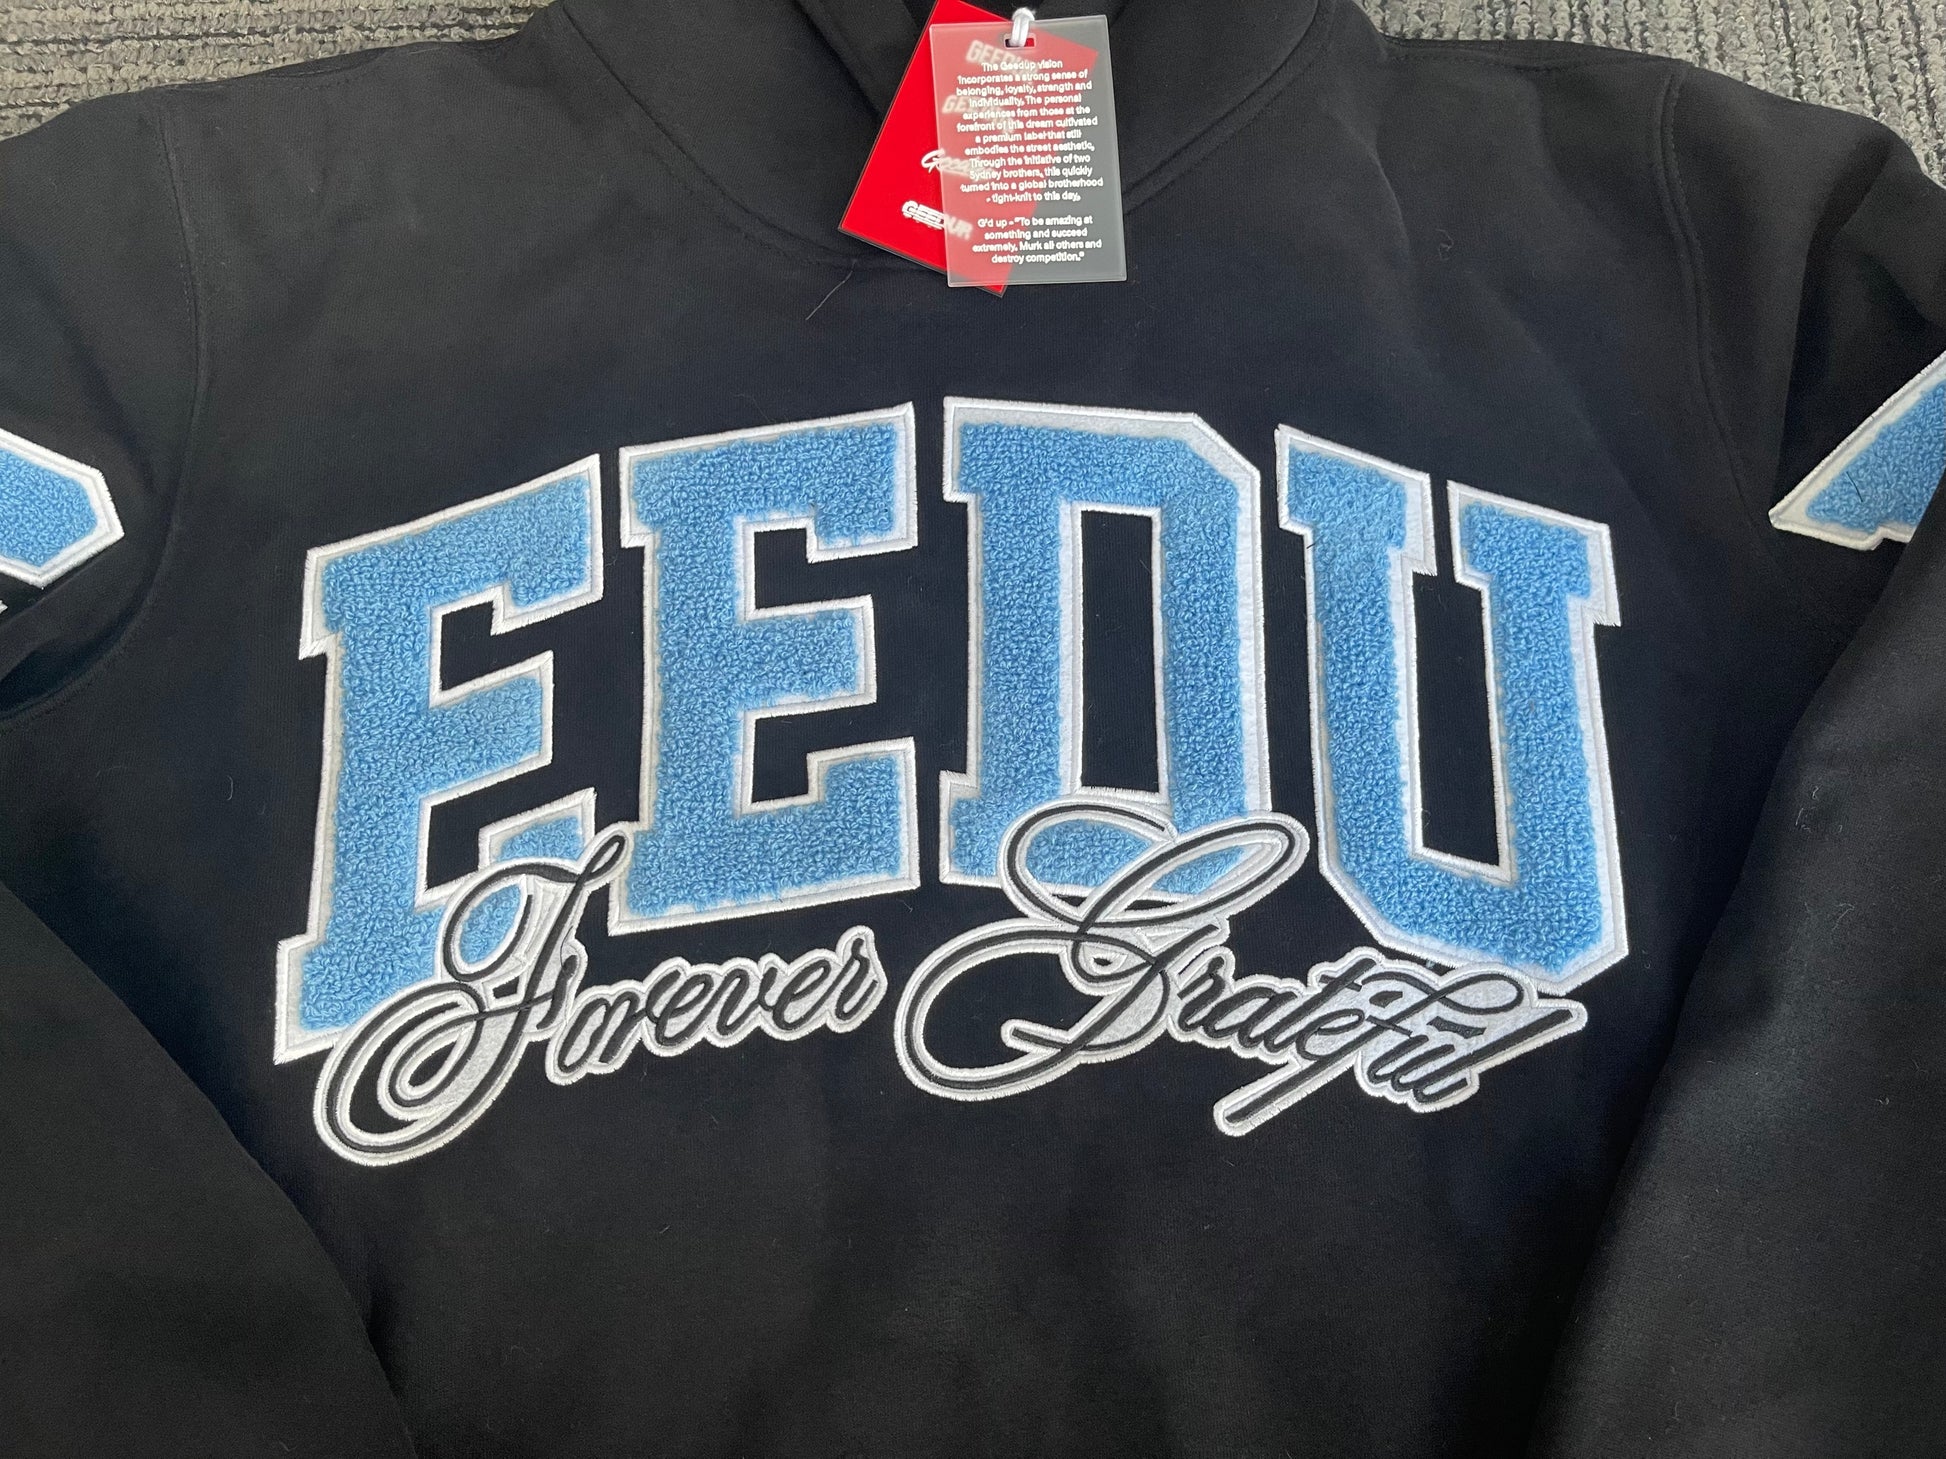 GEEDUP
The Geedup vision
incorporates a strong sense of
belonging, loyalty, strength and
individuality. The personal
experiences from those at the
forefront of this dream cultivated
a premium label that still
embodies the street aesthetic.
Through the initiative of two
Sydney brothers, this quickly
turned into a global brotherhood
- tight-knit to this day.
G'd up - "To be amazing at
something and succeed
extremely. Murk all others and
destroy competition."
GEEDUP
EEDU
Forever Grateful